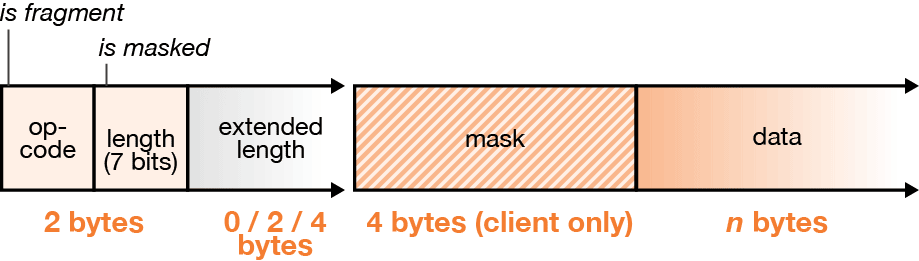 is fragment
is masked
op-
code
length
(7 bits)
extended
length
mask
data
2 bytes
0 / 2 / 4
bytes
4 bytes (client only)
n bytes